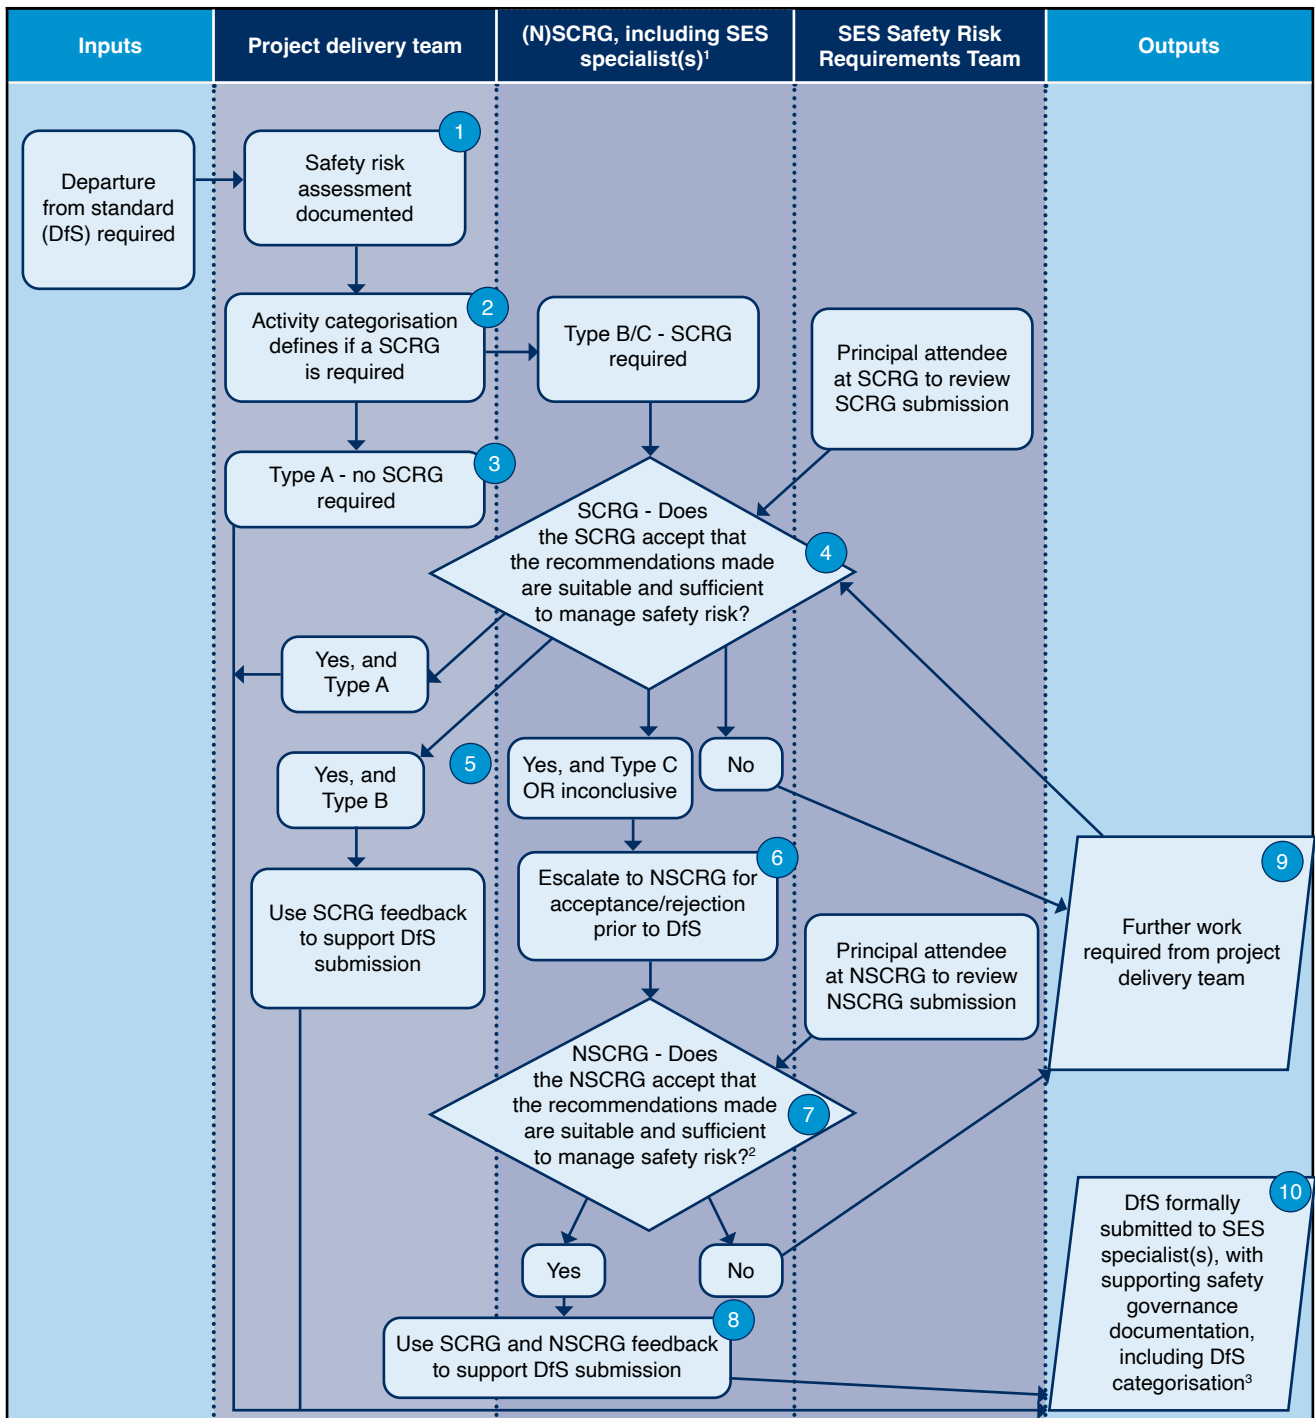 Inputs
Project delivery team
(N)SCRG, including SES
specialist(s)¹
SES Safety Risk
Requirements Team
Outputs
Departure
from standard
(DfS) required
1
Safety risk
assessment
documented
2
Activity categorisation
defines if a SCRG
is required
Type B/C - SCRG
required
Principal attendee
at SCRG to review
SCRG submission
3
Type A - no SCRG
required
4
SCRG - Does
the SCRG accept that
the recommendations made
are suitable and sufficient
to manage safety risk?
Yes, and
Type A
5
Yes, and
Type B
Yes, and Type C
OR inconclusive
No
Use SCRG feedback
to support DfS
submission
6
Escalate to NSCRG for
acceptance/rejection
prior to DfS
Principal attendee
at NSCRG to review
NSCRG submission
9
Further work
required from project
delivery team
7
NSCRG - Does
the NSCRG accept that
the recommendations made
are suitable and sufficient
to manage safety risk?²
Yes
No
8
Use SCRG and NSCRG feedback
to support DfS submission
10
DfS formally
submitted to SES
specialist(s), with
supporting safety
governance
documentation,
including DfS
categorisation³